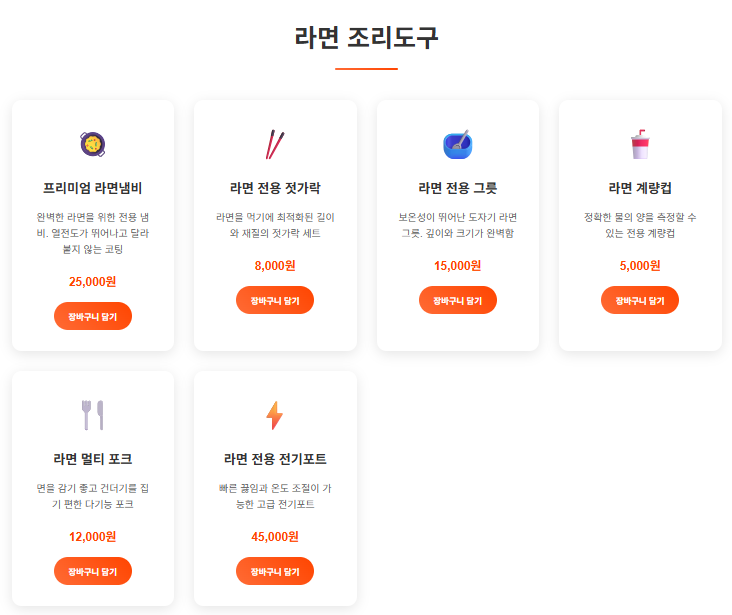 라면 조리도구
프리미엄 라면냄비
완벽한 라면을 위한 전용 냄
비. 열전도가 뛰어나고 달라
붙지 않는 코팅
25,000원
장바구니 담기
라면 전용 젓가락
라면을 먹기에 최적화된 길이
와 재질의 젓가락 세트
8,000원
장바구니 담기
라면 전용 그릇
보온성이 뛰어난 도자기 라면
그릇. 깊이와 크기가 완벽함
15,000원
장바구니 담기
라면 계량컵
정확한 물의 양을 측정할 수
있는 전용 계량컵
5,000원
장바구니 담기
라면 멀티 포크
면을 감기 좋고 건더기를 집
기 편한 다기능 포크
12,000원
장바구니 담기
라면 전용 전기포트
빠른 끓임과 온도 조절이 가
능한 고급 전기포트
45,000원
장바구니 담기